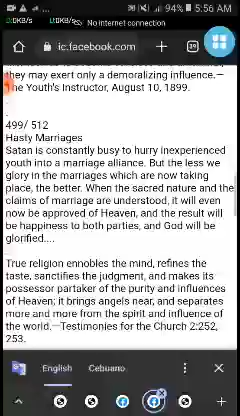 U:0KB/s
D:0KB/s No internet connection 94% 5:56 AM
ic.facebook.com
they may exert only a demoralizing influence.—
The Youth's Instructor, August 10, 1899.
.
.
499/ 512
Hasty Marriages
Satan is constantly busy to hurry inexperienced
youth into a marriage alliance. But the less we
glory in the marriages which are now taking
place, the better. When the sacred nature and the
claims of marriage are understood, it will even
now be approved of Heaven, and the result will
be happiness to both parties, and God will be
glorified....
True religion ennobles the mind, refines the
taste, sanctifies the judgment, and makes its
possessor partaker of the purity and influences
of Heaven; it brings angels near, and separates
more and more from the spirit and influence of
the world.—Testimonies for the Church 2:252,
253.
English Cebuano